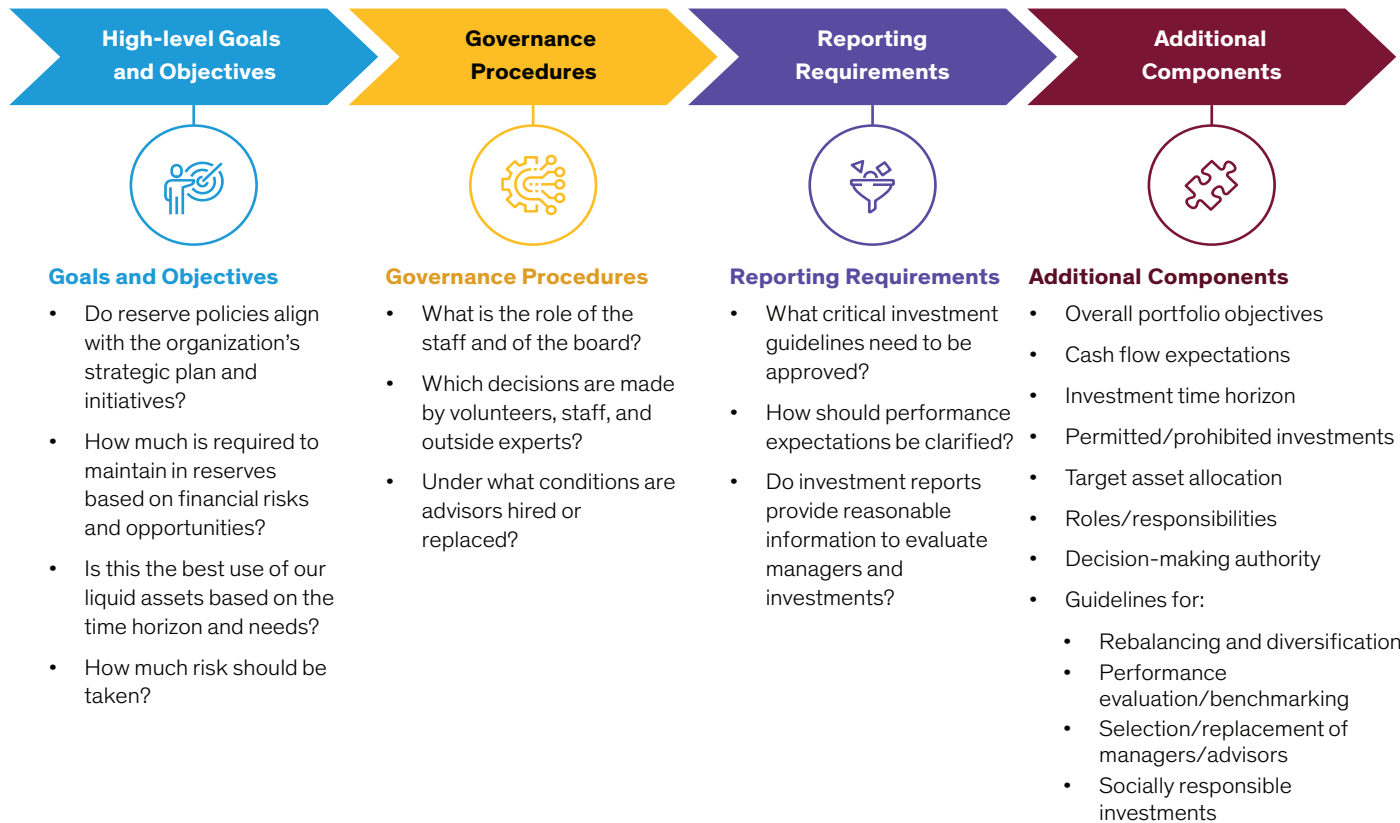 High-level Goals
and Objectives
Governance
Procedures
Reporting
Requirements
Additional
Components
Goals and Objectives
• Do reserve policies align
with the organization's
strategic plan and
initiatives?
• How much is required to
maintain in reserves
based on financial risks
and opportunities?
• Is this the best use of our
liquid assets based on the
time horizon and needs?
• How much risk should be
taken?
Governance Procedures
• What is the role of the
staff and of the board?
• Which decisions are made
by volunteers, staff, and
outside experts?
• Under what conditions are
advisors hired or
replaced?
Reporting Requirements
• What critical investment
guidelines need to be
approved?
• How should performance
expectations be clarified?
• Do investment reports
provide reasonable
information to evaluate
managers and
investments?
Additional Components
• Overall portfolio objectives
• Cash flow expectations
• Investment time horizon
• Permitted/prohibited investments
• Target asset allocation
• Roles/responsibilities
• Decision-making authority
• Guidelines for:
• Rebalancing and diversification
• Performance
evaluation/benchmarking
• Selection/replacement of
managers/advisors
• Socially responsible
investments